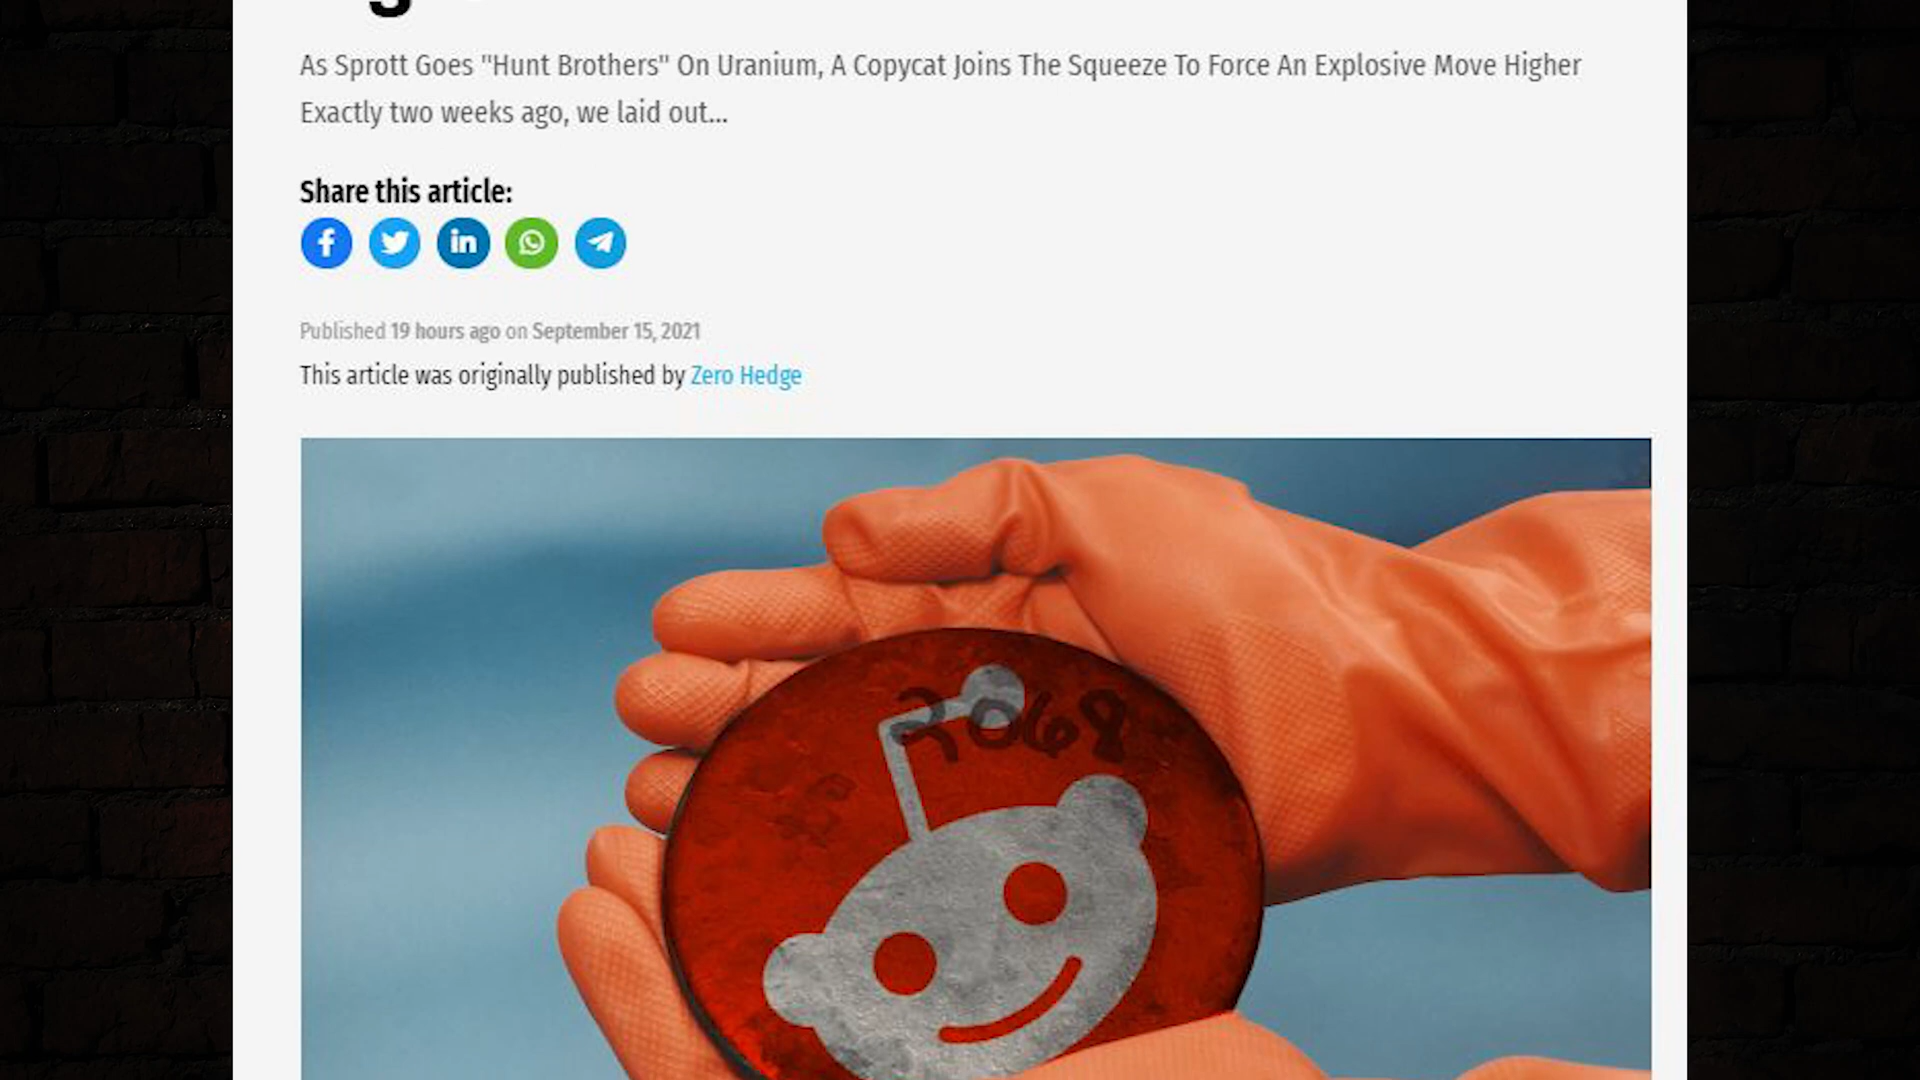 As Sprott Goes "Hunt Brothers" On Uranium, A Copycat Joins The Squeeze To Force An Explosive Move Higher
Exactly two weeks ago, we laid out...
Share this article:
Published 19 hours ago on September 15, 2021
This article was originally published by Zero Hedge
2068